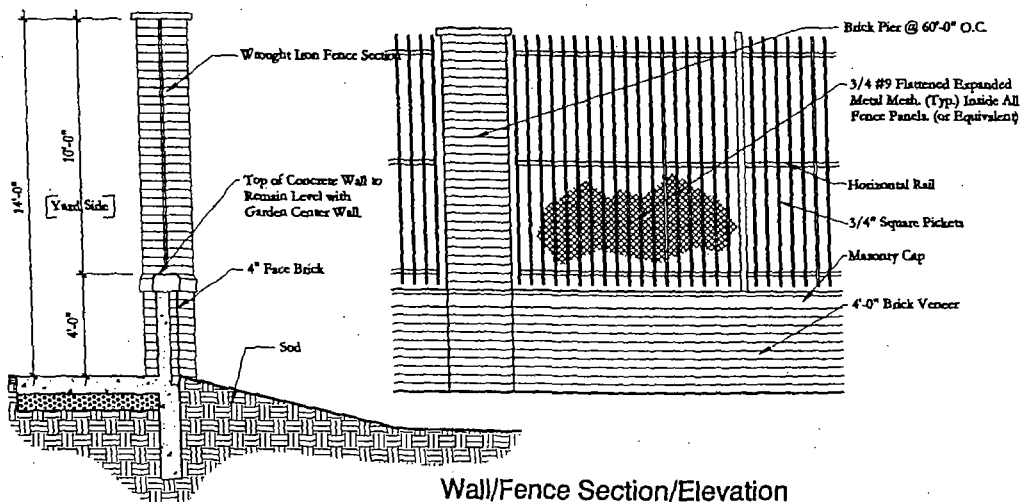 14'-0"
10'-0"
4'-0"
[Yard Side]
Wrought Iron Fence Section
Top of Concrete Wall to
Remain Level with
Garden Center Wall.
4" Face Brick
Sod
Brick Pier @ 60'-0" O.C.
3/4 #9 Flattened Expanded
Metal Mesh. (Typ.) Inside All
Fence Panels. (or Equivalent)
Horizontal Rail
3/4" Square Pickets
Masonry Cap
4'-0" Brick Veneer
Wall/Fence Section/Elevation